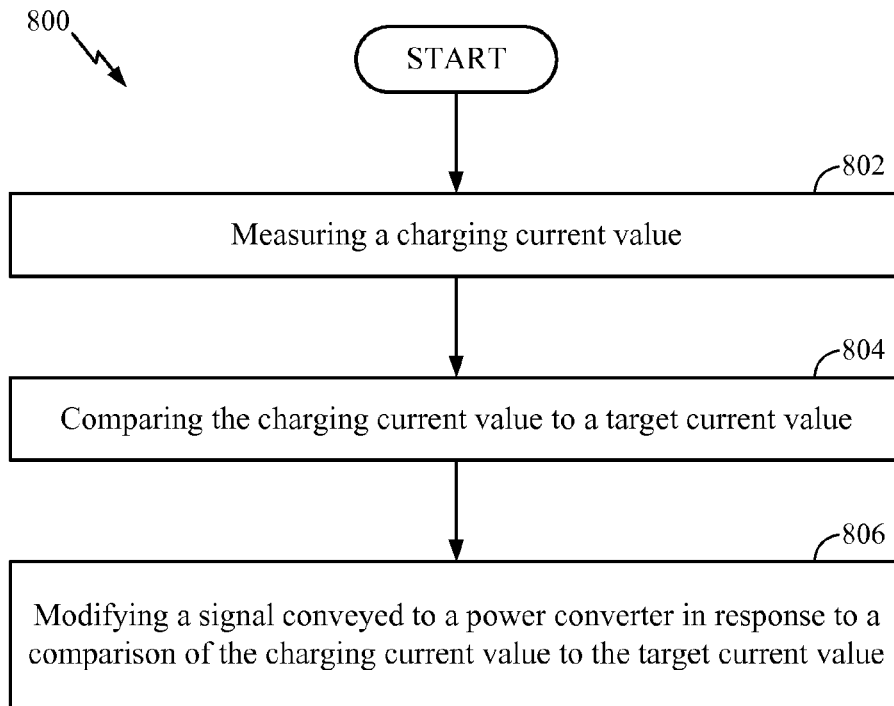 800
START
802
Measuring a charging current value
804
Comparing the charging current value to a target current value
806
Modifying a signal conveyed to a power converter in response to a
comparison of the charging current value to the target current value